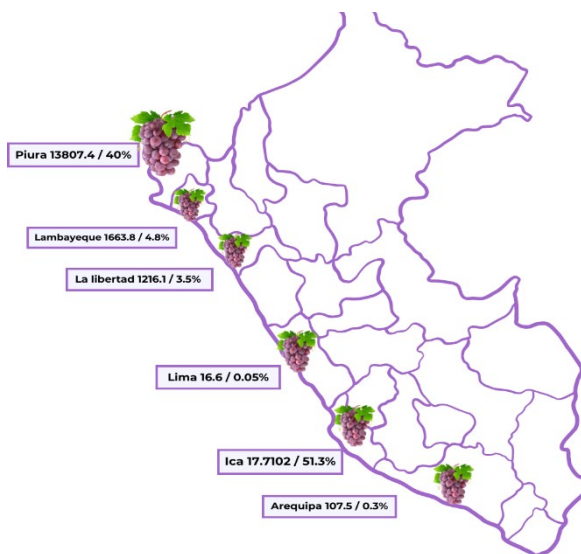 Piura 13807.4 / 40%
Lambayeque 1663.8 / 4.8%
La libertad 1216.1 / 3.5%
Lima 16.6 / 0.05%
Ica 17.7102 / 51.3%
Arequipa 107.5 / 0.3%